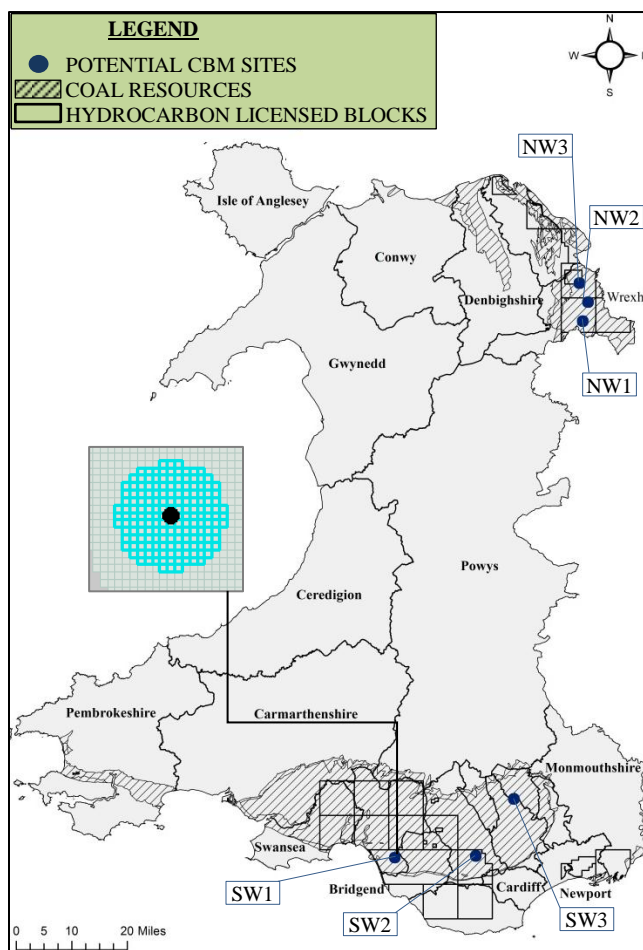 LEGEND
POTENTIAL CBM SITES
COAL RESOURCES
HYDROCARBON LICENSED BLOCKS
N
W
E
S
NW3
NW2
Isle of Anglesey
Conwy
Denbighshire
Wrexh
Gwynedd
NW1
Powys
Ceredigion
Pembrokeshire
Carmarthenshire
Monmouthshire
Swansea
Bridgend
Cardiff
Newport
SW1
SW2
SW3
0 5 10 20 Miles